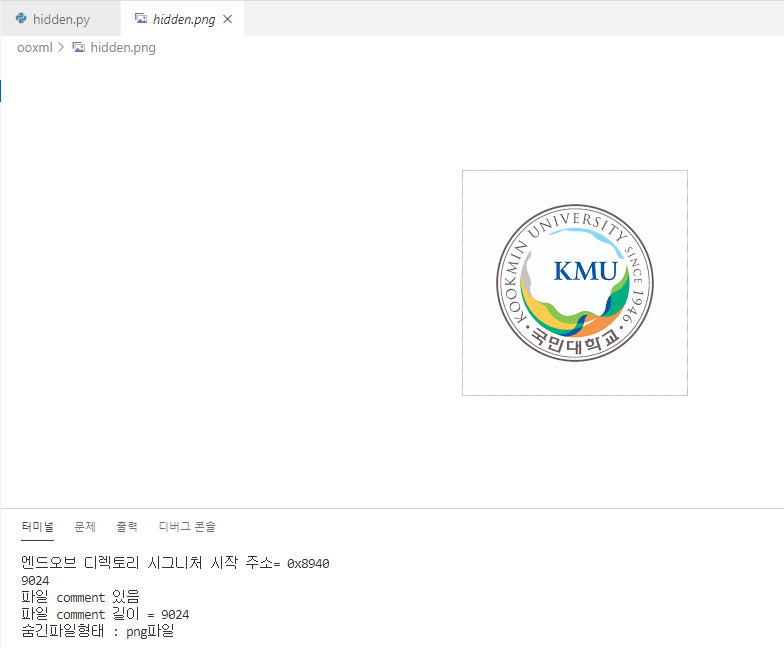 hidden.py hidden.png
ooxml > hidden.png
KOOKMIN UNIVERSITY SINCE 1946
KMU
국민대학교
터미널 문제 출력 디버그 콘솔
엔드오브 디렉토리 시그니처 시작 주소= 0x8940
9024
파일 comment 있음
파일 comment 길이 = 9024
숨긴파일형태 : png파일